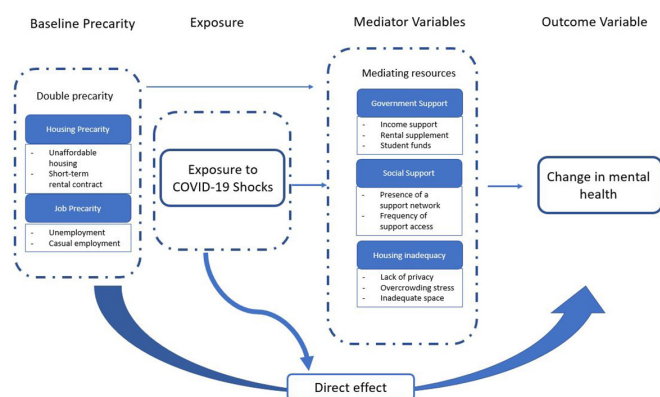 Baseline Precarity
Exposure
Mediator Variables
Outcome Variable
Double precarity
Housing Precarity
- Unaffordable
housing
- Short-term
rental contract
Job Precarity
- Unemployment
- Casual employment
Exposure to
COVID-19 Shocks
Mediating resources
Government Support
- Income support
- Rental supplement
- Student funds
Social Support
- Presence of a
support network
- Frequency of
support access
Housing inadequacy
- Lack of privacy
- Overcrowding stress
- Inadequate space
Change in mental
health
Direct effect